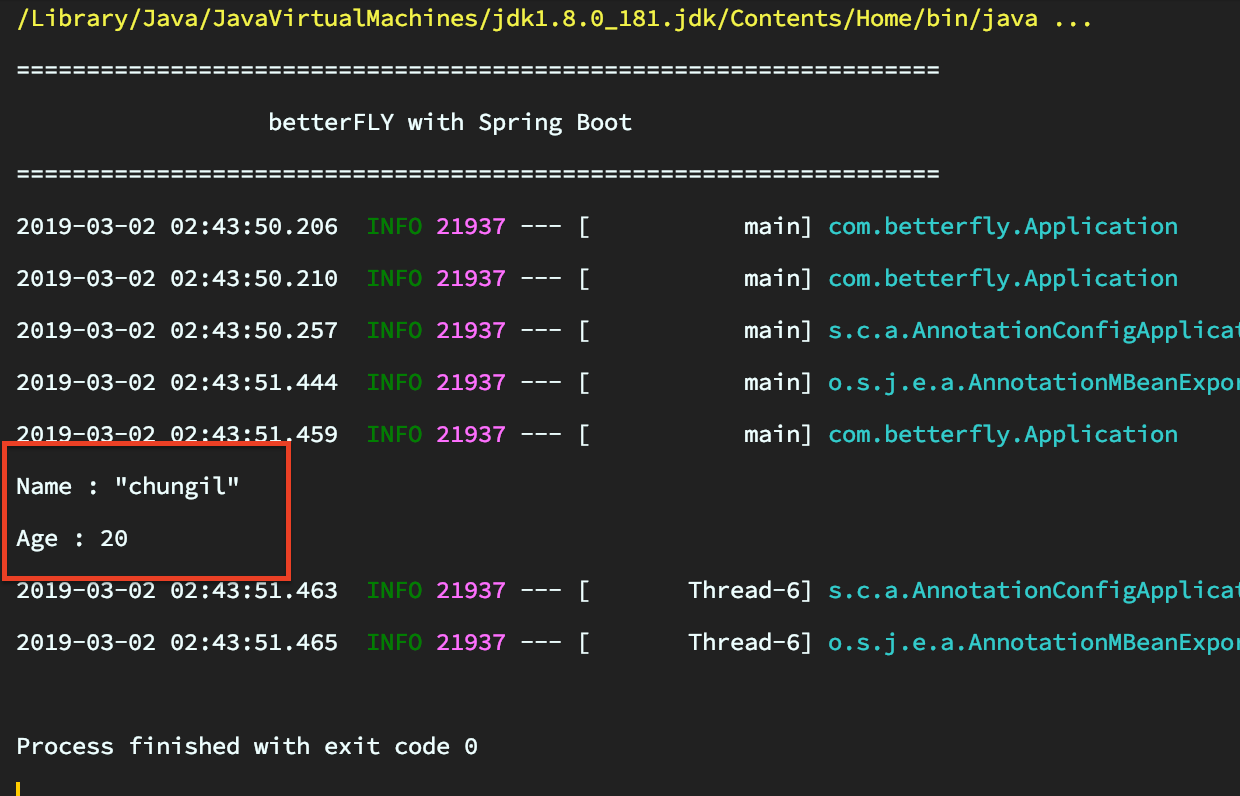 /Library/Java/JavaVirtualMachines/jdk1.8.0_181.jdk/Contents/Home/bin/java ...
==================================================================
betterFLY with Spring Boot
==================================================================
2019-03-02 02:43:50.206  INFO 21937 --- [           main] com.betterfly.Application
2019-03-02 02:43:50.210  INFO 21937 --- [           main] com.betterfly.Application
2019-03-02 02:43:50.257  INFO 21937 --- [           main] s.c.a.AnnotationConfigApplicat
2019-03-02 02:43:51.444  INFO 21937 --- [           main] o.s.j.e.a.AnnotationMBeanExpor
2019-03-02 02:43:51.459  INFO 21937 --- [           main] com.betterfly.Application
Name : "chungil"
Age : 20
2019-03-02 02:43:51.463  INFO 21937 --- [       Thread-6] s.c.a.AnnotationConfigApplicat
2019-03-02 02:43:51.465  INFO 21937 --- [       Thread-6] o.s.j.e.a.AnnotationMBeanExpor
Process finished with exit code 0